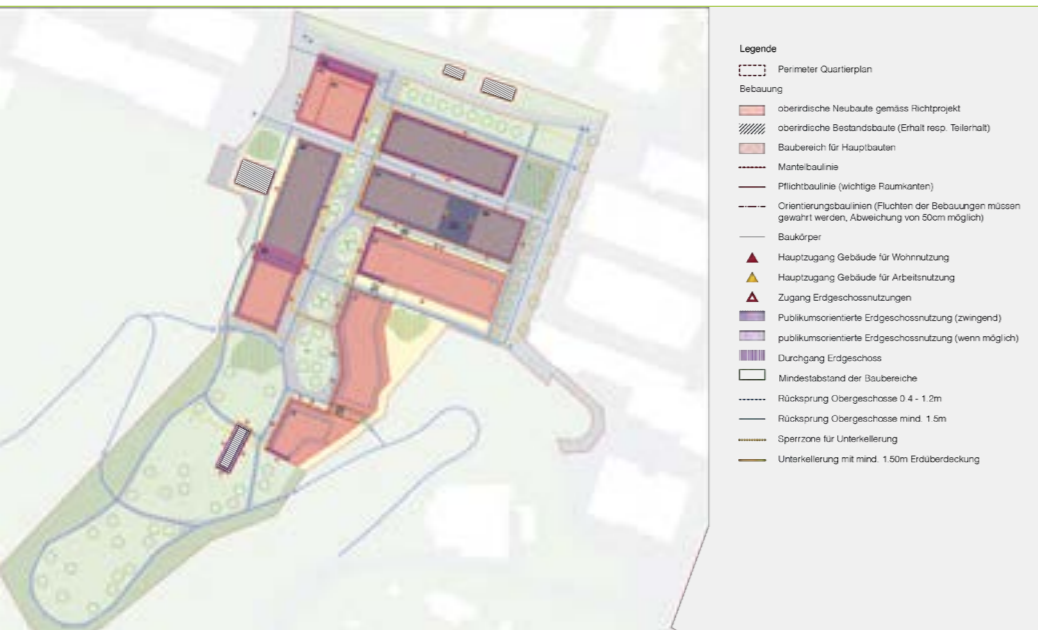 Legende
Perimeter Quartierplan
Bebauung
oberirdische Neubaute gemäss Richtprojekt
oberirdische Bestandsbaute (Erhalt resp. Teilerhalt)
Baubereich für Hauptbauten
Mantelbaulinie
Pflichtbaulinie (wichtige Raumkanten)
Orientierungsbaulinien (Fluchten der Bebauungen müssen
gewahrt werden, Abweichung von 50cm möglich)
Baukörper
Hauptzugang Gebäude für Wohnnutzung
Hauptzugang Gebäude für Arbeitsnutzung
Zugang Erdgeschossnutzungen
Publikumsorientierte Erdgeschossnutzung (zwingend)
publikumsorientierte Erdgeschossnutzung (wenn möglich)
Durchgang Erdgeschoss
Mindestabstand der Baubereiche
Rücksprung Obergeschosse 0.4 - 1.2m
Rücksprung Obergeschosse mind. 1.5m
Sperrzone für Unterkellerung
Unterkellerung mit mind. 1.50m Erdüberdeckung